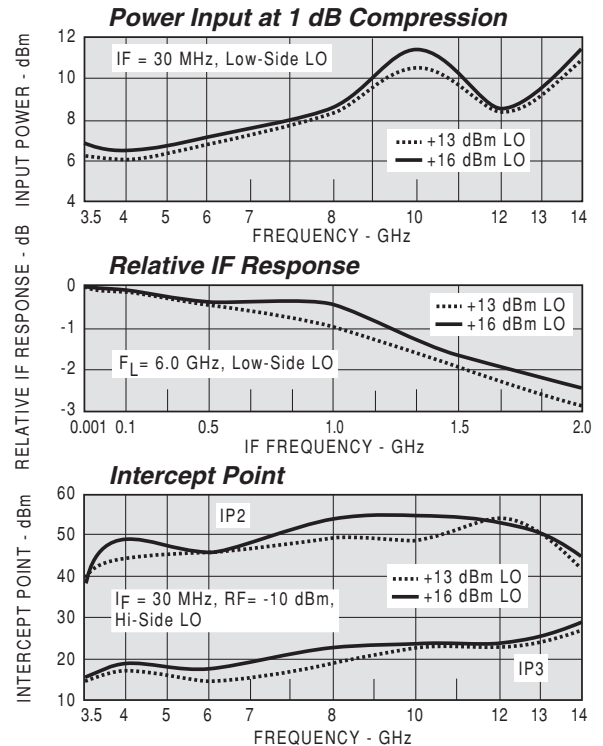 Power Input at 1 dB Compression
INPUT POWER - dBm
12
10
8
6
4
IF = 30 MHz, Low-Side LO
+13 dBm LO
+16 dBm LO
3.5 4 5 6 7 8 10 12 13 14
FREQUENCY - GHz
Relative IF Response
RELATIVE IF RESPONSE - dB
0
-1
-2
-3
+13 dBm LO
+16 dBm LO
FL= 6.0 GHz, Low-Side LO
0.001 0.1 0.5 1.0 1.5 2.0
IF FREQUENCY - GHz
Intercept Point
INTERCEPT POINT - dBm
60
50
40
30
20
10
IP2
+13 dBm LO
+16 dBm LO
IF = 30 MHz, RF= -10 dBm,
Hi-Side LO
IP3
3.5 4 5 6 7 8 10 12 13 14
FREQUENCY - GHz